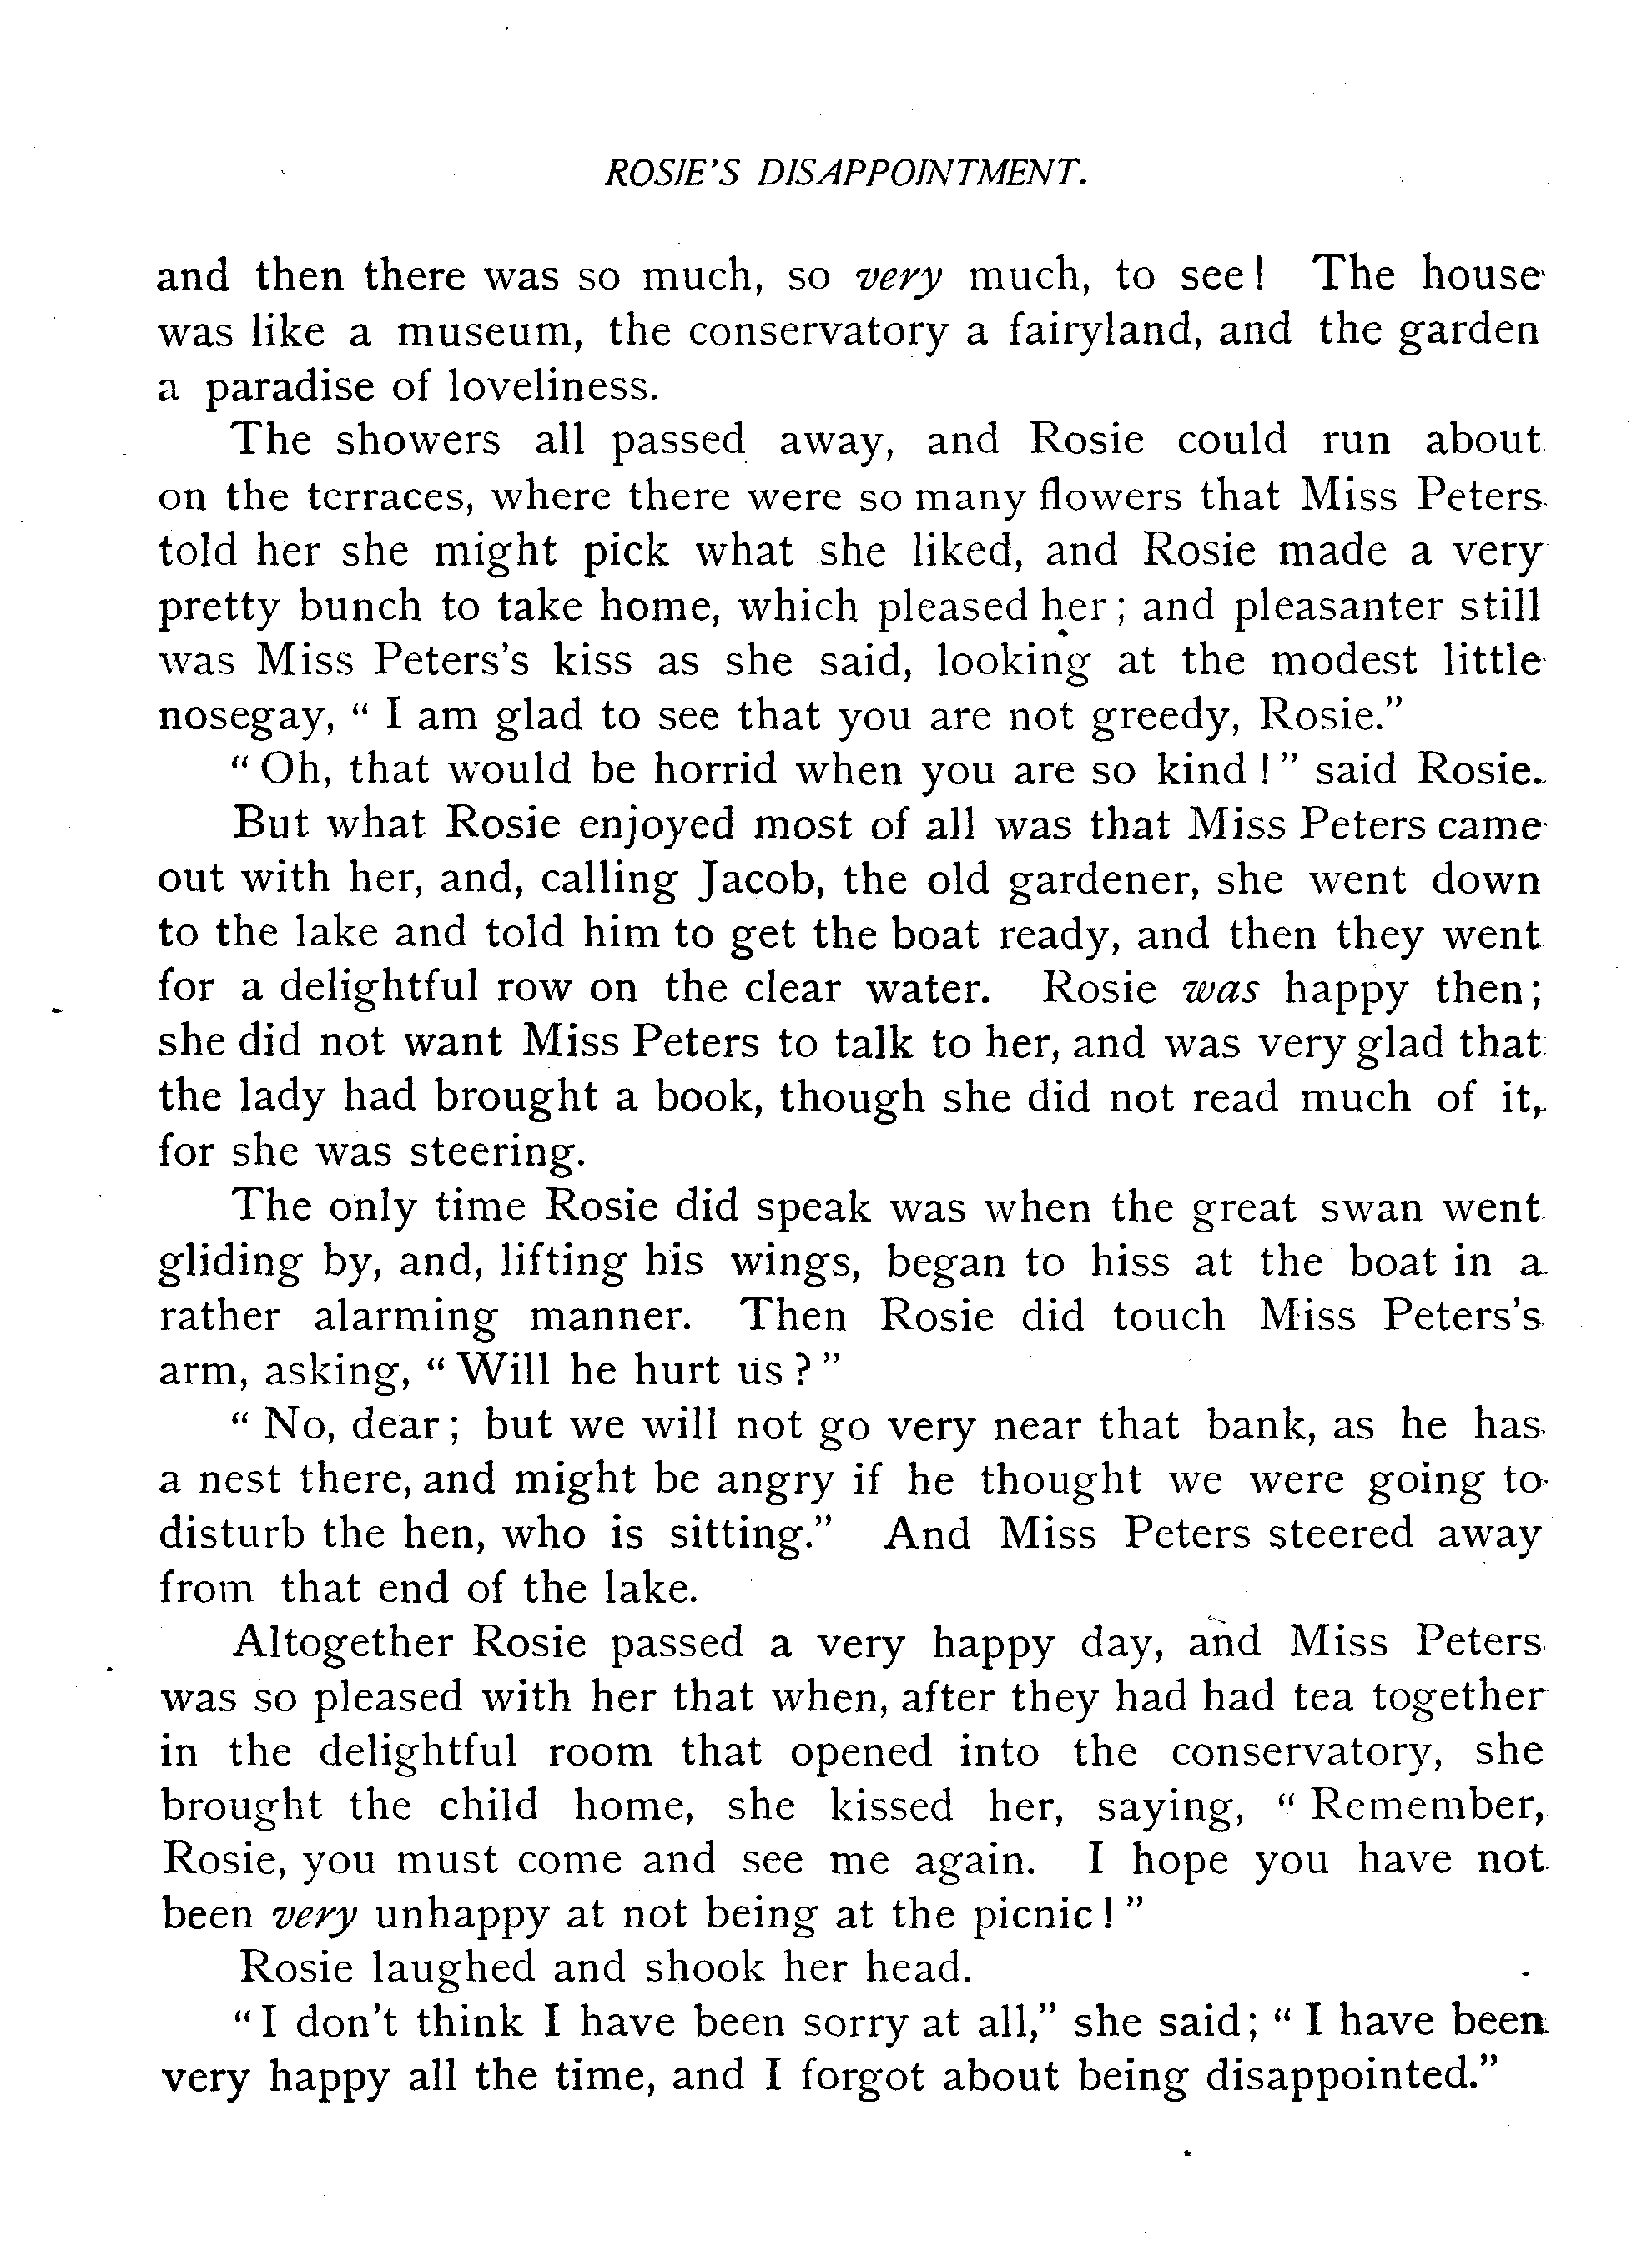 ROSIE'S DISAPPOINTMENT.
and then there was so much, so very much, to see! The house
was like a museum, the conservatory a fairyland, and the garden
a paradise of loveliness.
The showers all passed away, and Rosie could run about
on the terraces, where there were so many flowers that Miss Peters
told her she might pick what she liked, and Rosie made a very
pretty bunch to take home, which pleased her; and pleasanter still
was Miss Peters's kiss as she said, looking at the modest little
nosegay, "I am glad to see that you are not greedy, Rosie."
"Oh, that would be horrid when you are so kind!" said Rosie.
But what Rosie enjoyed most of all was that Miss Peters came
out with her, and, calling Jacob, the old gardener, she went down
to the lake and told him to get the boat ready, and then they went
for a delightful row on the clear water. Rosie was happy then;
she did not want Miss Peters to talk to her, and was very glad that
the lady had brought a book, though she did not read much of it,
for she was steering.
The only time Rosie did speak was when the great swan went
gliding by, and, lifting his wings, began to hiss at the boat in a
rather alarming manner. Then Rosie did touch Miss Peters's
arm, asking, "Will he hurt us?"
"No, dear; but we will not go very near that bank, as he has
a nest there, and might be angry if he thought we were going to
disturb the hen, who is sitting." And Miss Peters steered away
from that end of the lake.
Altogether Rosie passed a very happy day, and Miss Peters
was so pleased with her that when, after they had had tea together
in the delightful room that opened into the conservatory, she
brought the child home, she kissed her, saying, "Remember,
Rosie, you must come and see me again. I hope you have not
been very unhappy at not being at the picnic!"
Rosie laughed and shook her head.
"I don't think I have been sorry at all," she said; "I have been
very happy all the time, and I forgot about being disappointed."